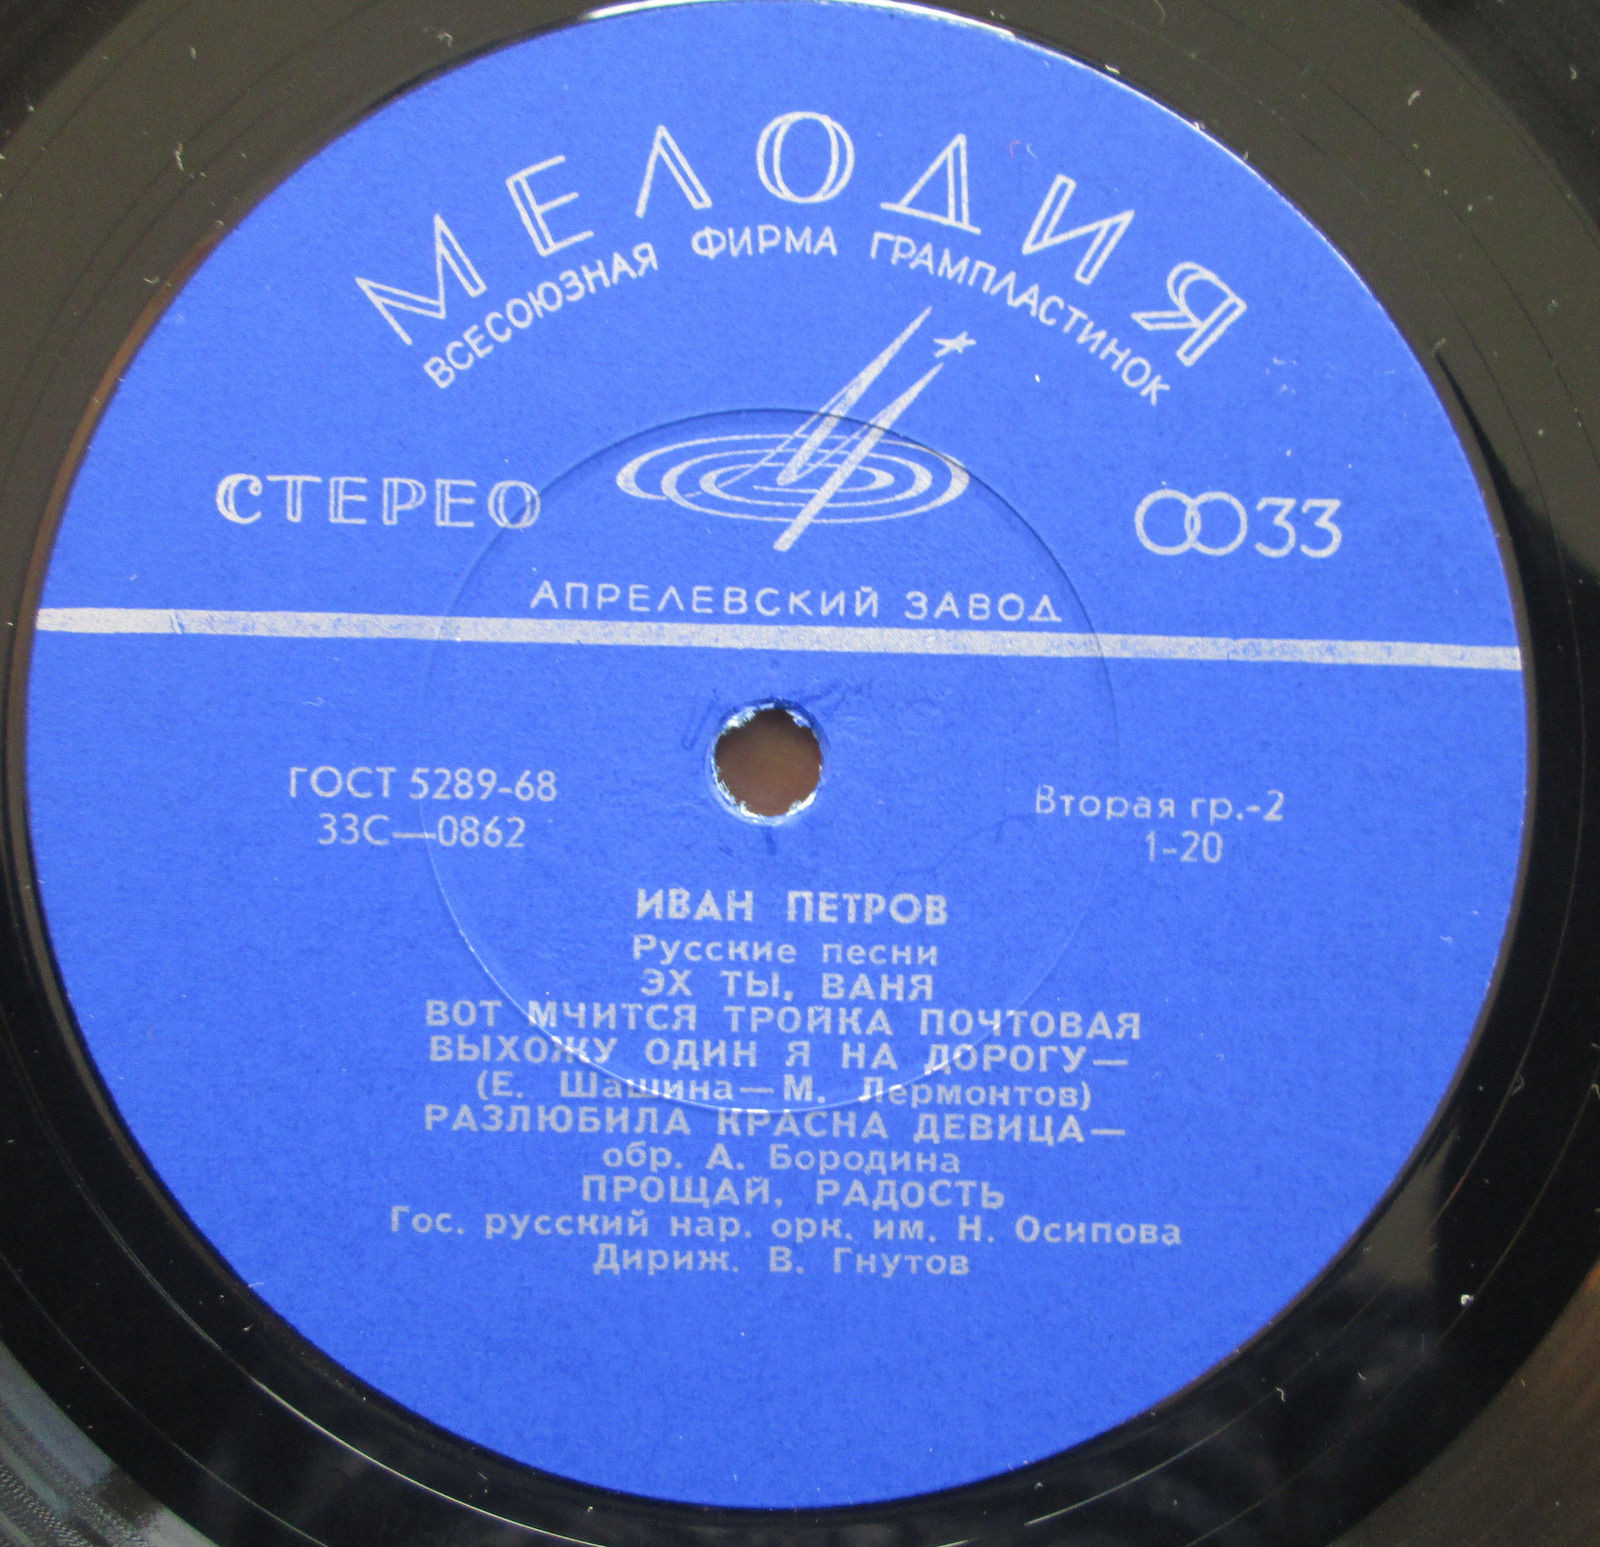 МЕЛОДИЯ
ВСЕСОЮЗНАЯ ФИРМА ГРАМПЛАСТИНОК
СТЕРЕО
33
АПРЕЛЕВСКИЙ ЗАВОД
ГОСТ 5289-68
33С—0862
Вторая гр.-2
1-20
ИВАН ПЕТРОВ
Русские песни
ЭХ ТЫ, ВАНЯ
ВОТ МЧИТСЯ ТРОЙКА ПОЧТОВАЯ
ВЫХОЖУ ОДИН Я НА ДОРОГУ—
(Е. Шашина—М. Лермонтов)
РАЗЛЮБИЛА КРАСНА ДЕВИЦА—
обр. А. Бородина
ПРОЩАЙ, РАДОСТЬ
Гос. русский нар. орк. им. Н. Осипова
Дириж. В. Гнутов